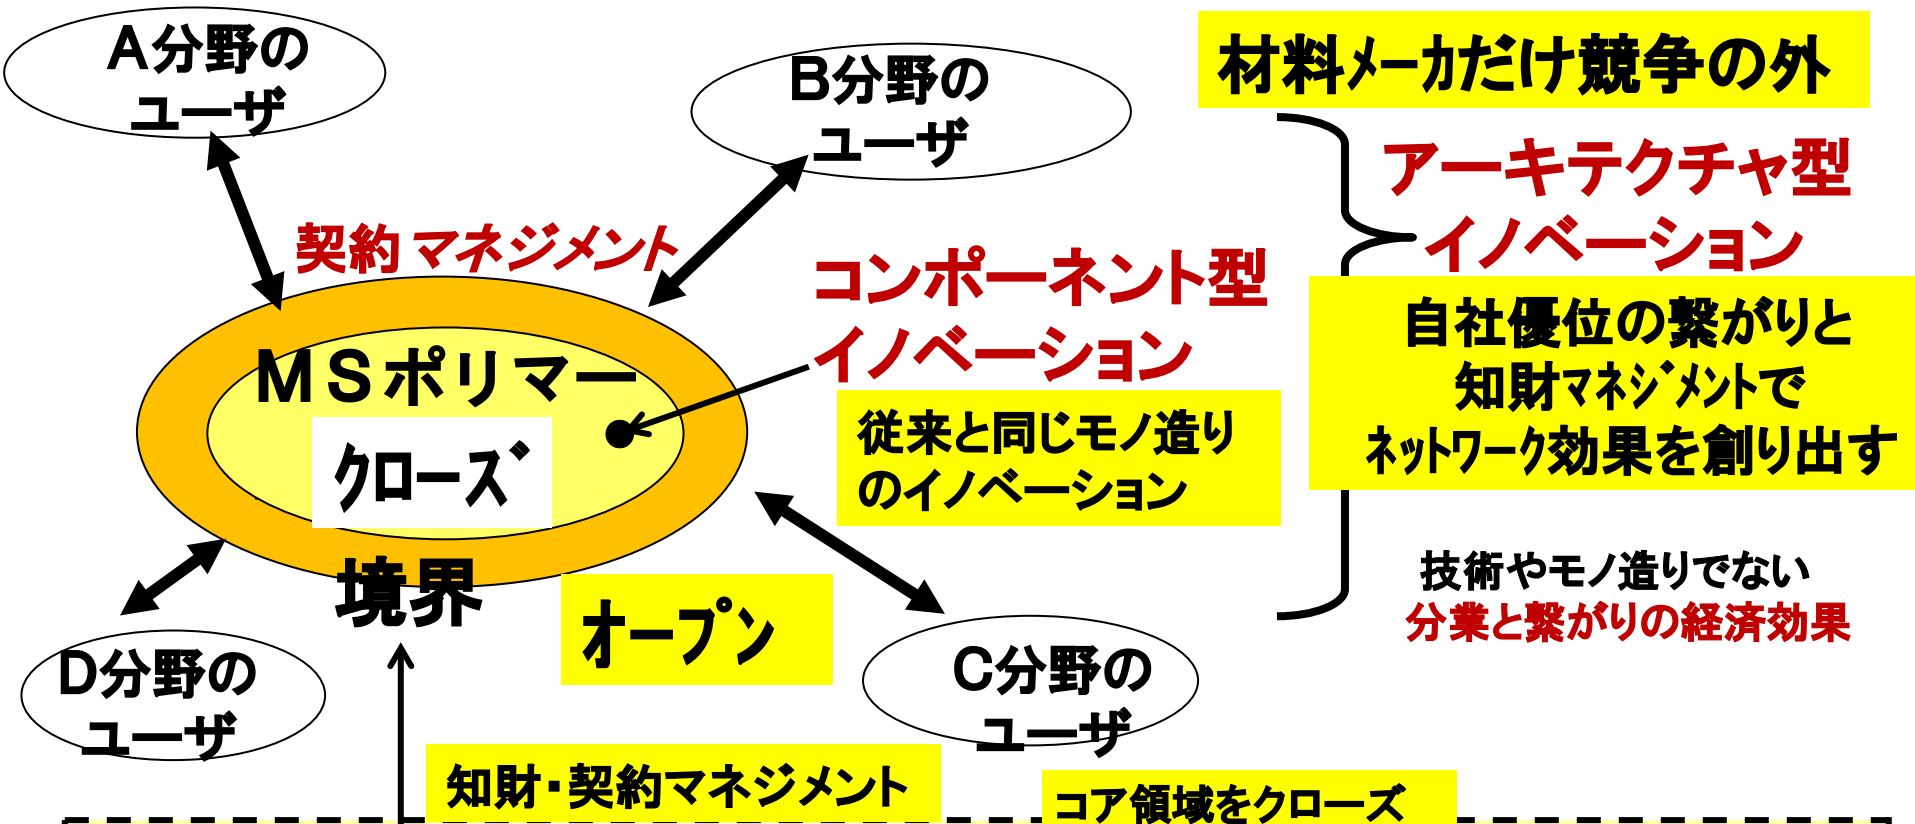 A分野の
ユーザ
B分野の
ユーザ
材料メーカだけ競争の外
アーキテクチャ型
イノベーション
契約マネジメント
コンポーネント型
イノベーション
自社優位の繋がりと
知財マネジメントで
ネットワーク効果を創り出す
MSポリマー
クローズド
従来と同じモノ造り
のイノベーション
境界
オープン
技術やモノ造りでない
分業と繋がりの経済効果
D分野の
ユーザ
C分野の
ユーザ
知財・契約マネジメント
コア領域をクローズ